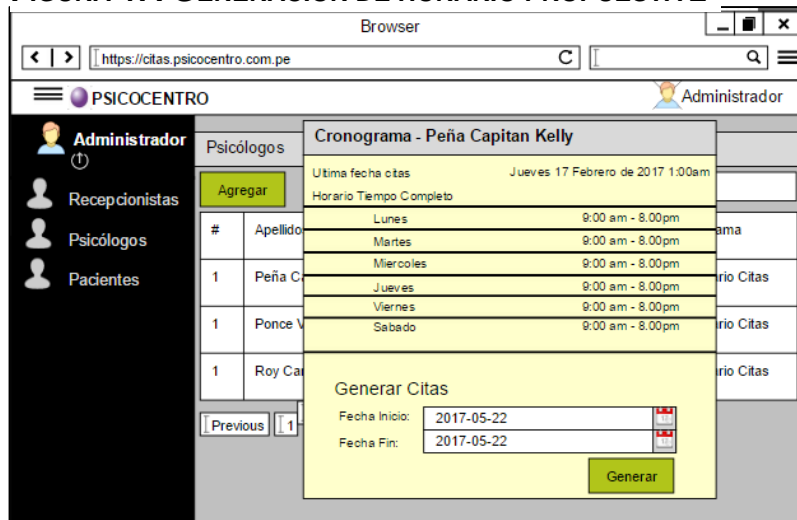 Browser
https://citas.psicocentro.com.pe
PSICOCENTRO
Administrador
Administrador
Recepcionistas
Psicólogos
Pacientes
Psicólogos
Agregar
# Apellido
1 Peña Ca
1 Ponce V
1 Roy Car
Previous 1
Cronograma - Peña Capitan Kelly
Ultima fecha citas Jueves 17 Febrero de 2017 1:00am
Horario Tiempo Completo
Lunes 9:00 am - 8.00pm
Martes 9:00 am - 8.00pm
Miercoles 9:00 am - 8.00pm
Jueves 9:00 am - 8.00pm
Viernes 9:00 am - 8.00pm
Sabado 9:00 am - 8.00pm
Generar Citas
Fecha Inicio: 2017-05-22
Fecha Fin: 2017-05-22
Generar
ama
rio Citas
rio Citas
rio Citas